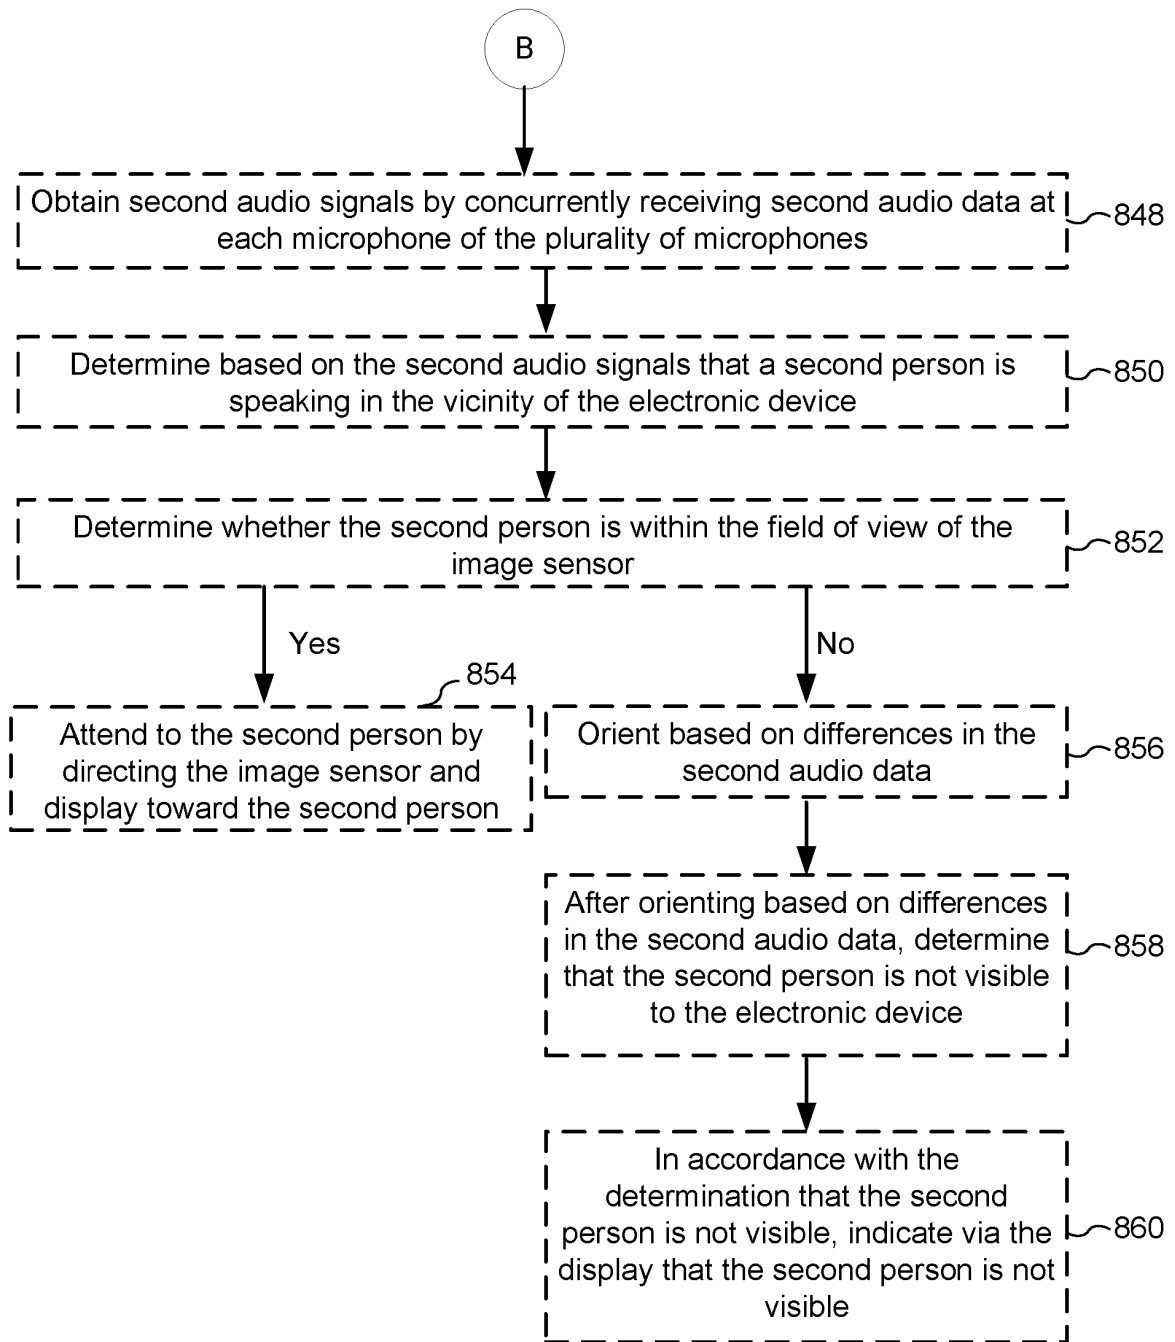 B
Obtain second audio signals by concurrently receiving second audio data at
each microphone of the plurality of microphones
848
Determine based on the second audio signals that a second person is
speaking in the vicinity of the electronic device
850
Determine whether the second person is within the field of view of the
image sensor
852
Yes
No
854
Attend to the second person by
directing the image sensor and
display toward the second person
Orient based on differences in the
second audio data
856
After orienting based on differences
in the second audio data, determine
that the second person is not visible
to the electronic device
858
In accordance with the
determination that the second
person is not visible, indicate via the
display that the second person is not
visible
860